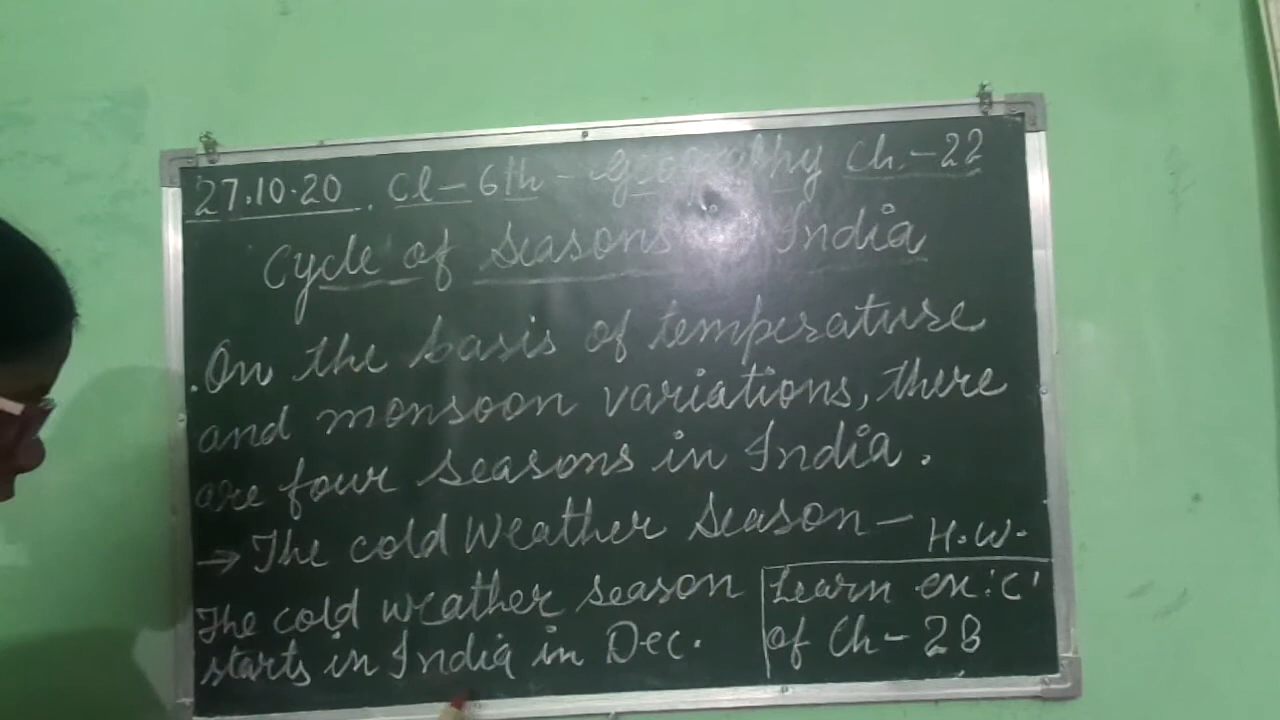 27.10.20. Cl-6th-Geography Ch.-22
Cycle of Seasons India
.On the basis of temperature
and monsoon variations, there
are four seasons in India.
→The cold Weather Season-
The cold weather season
starts in India in Dec.
H.W.
Learn ex:'C'
of Ch-23